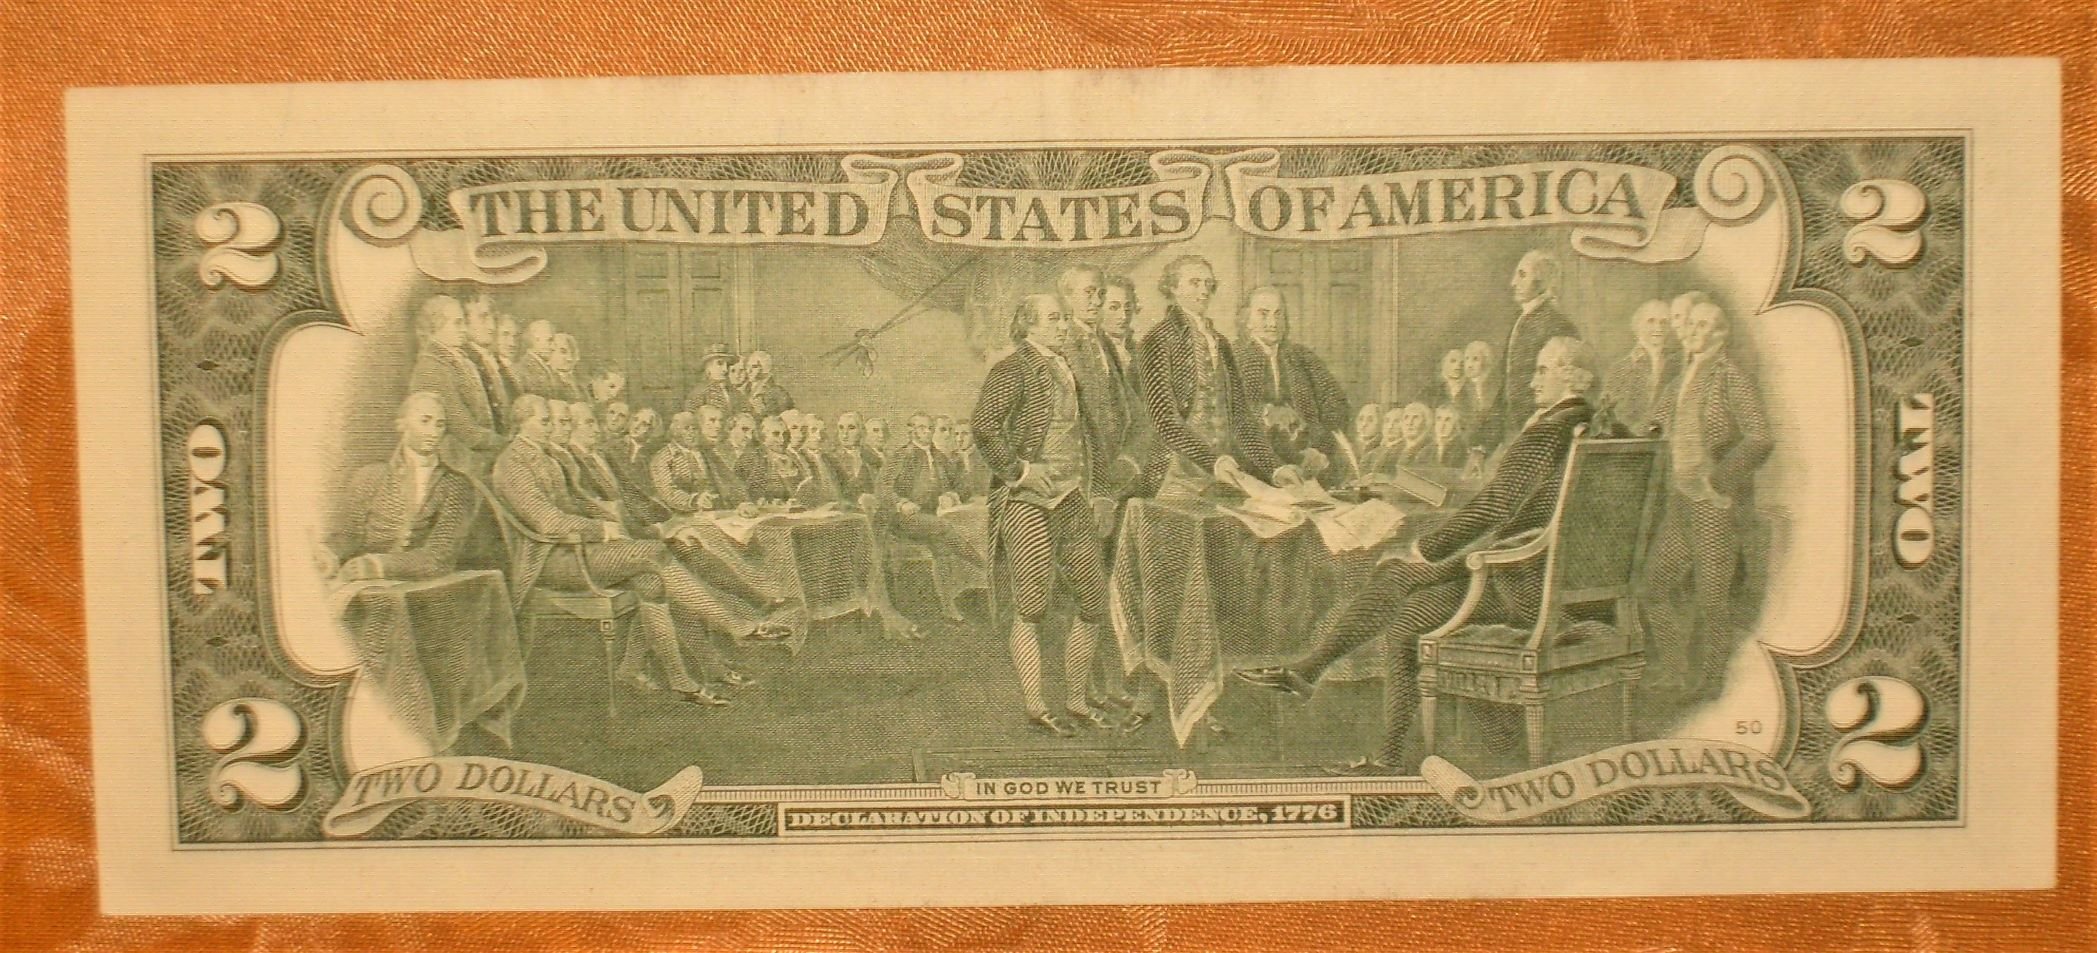 THE UNITED STATES OF AMERICA
2
2
TWO
TWO
2
2
50
TWO DOLLARS
TWO DOLLARS
IN GOD WE TRUST
DECLARATION OF INDEPENDENCE, 1776